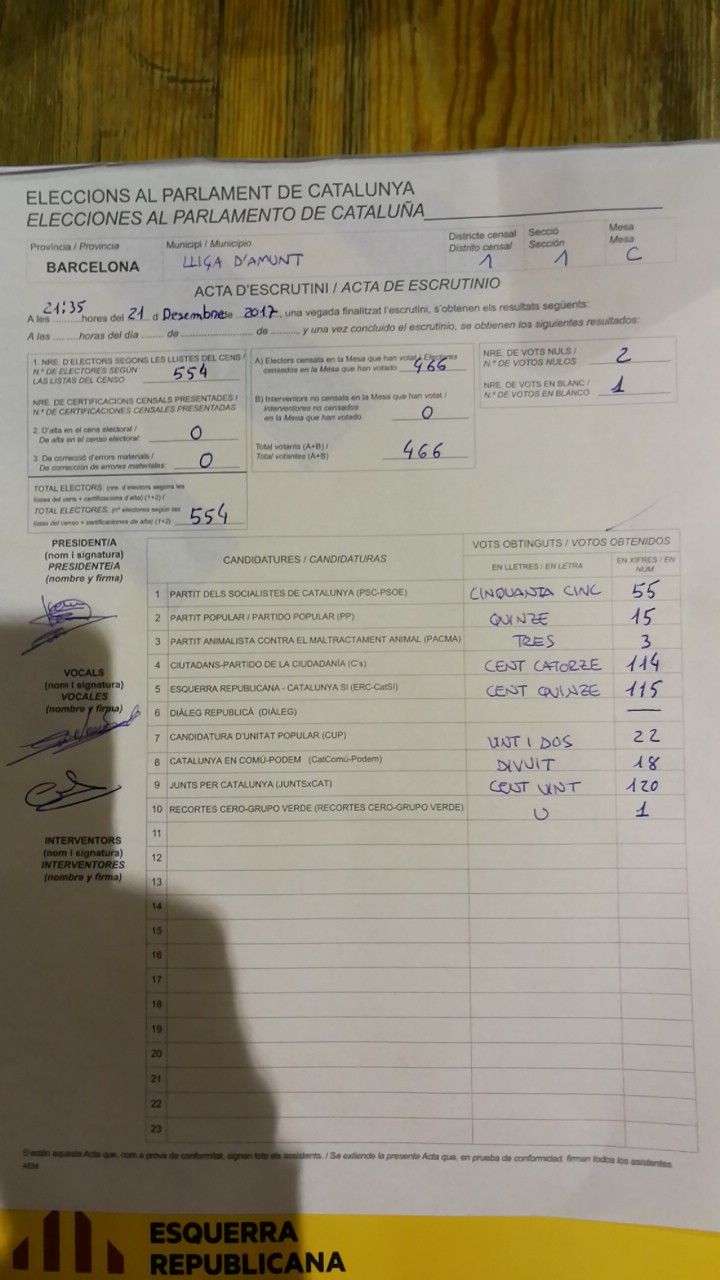 ELECCIONS AL PARLAMENT DE CATALUNYA
ELECCIONES AL PARLAMENTO DE CATALUÑA
Província / Provincia
BARCELONA
Municipi / Municipio
LLIÇA D'AMUNT
Districte censal
Distrito censal
1
Secció
Sección
1
Mesa
Mesa
C
ACTA D'ESCRUTINI / ACTA DE ESCRUTINIO
A les 21:35 hores del 21 d Desembre de 2017, una vegada finalitzat l'escrutini, s'obtenen els resultats següents:
A las ......... horas del día ....... de ........................ de ........., y una vez concluido el escrutinio, se obtienen los siguientes resultados:
1. NRE. D'ELECTORS SEGONS LES LLISTES DEL CENS /
N.º DE ELECTORES SEGÚN
LAS LISTAS DEL CENSO
554
NRE. DE CERTIFICACIONS CENSALS PRESENTADES /
N.º DE CERTIFICACIONES CENSALES PRESENTADAS
2. D'alta en el cens electoral /
De alta en el censo electoral:
0
3. De correcció d'errors materials /
De corrección de errores materiales:
0
TOTAL ELECTORS: (nre. d'electors segons les
llistes del cens + certificacions d'alta) (1+2) /
TOTAL ELECTORES: (nº electores según las
listas del censo + certificaciones de alta) (1+2)
554
A) Electors censats en la Mesa que han votat / Electores
censados en la Mesa que han votado
466
B) Interventors no censats en la Mesa que han votat /
Interventores no censados
en la Mesa que han votado
0
Total votants (A+B) /
Total votantes (A+B)
466
NRE. DE VOTS NULS /
N.º DE VOTOS NULOS
2
NRE. DE VOTS EN BLANC /
N.º DE VOTOS EN BLANCO
1
PRESIDENT/A
(nom i signatura)
PRESIDENTE/A
(nombre y firma)
VOCALS
(nom i signatura)
VOCALES
(nombre y firma)
INTERVENTORS
(nom i signatura)
INTERVENTORES
(nombre y firma)
CANDIDATURES / CANDIDATURAS
VOTS OBTINGUTS / VOTOS OBTENIDOS
EN LLETRES / EN LETRA
EN XIFRES / EN NÚM.
1 PARTIT DELS SOCIALISTES DE CATALUNYA (PSC-PSOE) CINQUANTA CINC 55
2 PARTIT POPULAR / PARTIDO POPULAR (PP) QUINZE 15
3 PARTIT ANIMALISTA CONTRA EL MALTRACTAMENT ANIMAL (PACMA) TRES 3
4 CIUTADANS-PARTIDO DE LA CIUDADANÍA (C's) CENT CATORZE 114
5 ESQUERRA REPUBLICANA - CATALUNYA SÍ (ERC-CatSÍ) CENT QUINZE 115
6 DIÀLEG REPUBLICÀ (DIÀLEG) —
7 CANDIDATURA D'UNITAT POPULAR (CUP) VINT I DOS 22
8 CATALUNYA EN COMÚ-PODEM (CatComú-Podem) DIVUIT 18
9 JUNTS PER CATALUNYA (JUNTSxCAT) CENT VINT 120
10 RECORTES CERO-GRUPO VERDE (RECORTES CERO-GRUPO VERDE) U 1
11
12
13
14
15
16
17
18
19
20
21
22
23
S'estén aquesta Acta que, com a prova de conformitat, signen tots els assistents. / Se extiende la presente Acta que, en prueba de conformidad, firman todos los asistentes.
AEM
ESQUERRA
REPUBLICANA